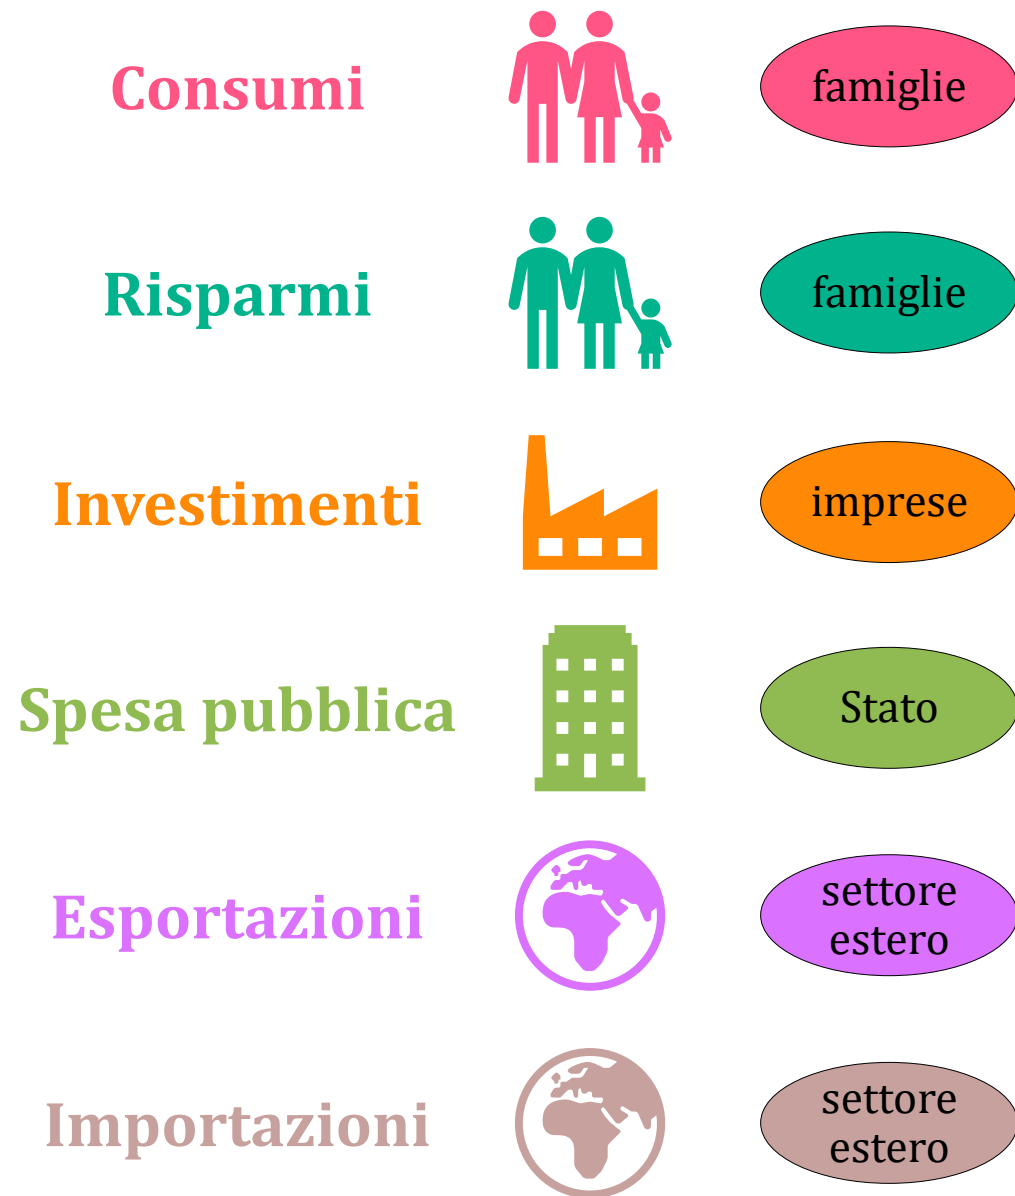 Consumi
famiglie
Risparmi
famiglie
Investimenti
imprese
Spesa pubblica
Stato
Esportazioni
settore
estero
Importazioni
settore
estero